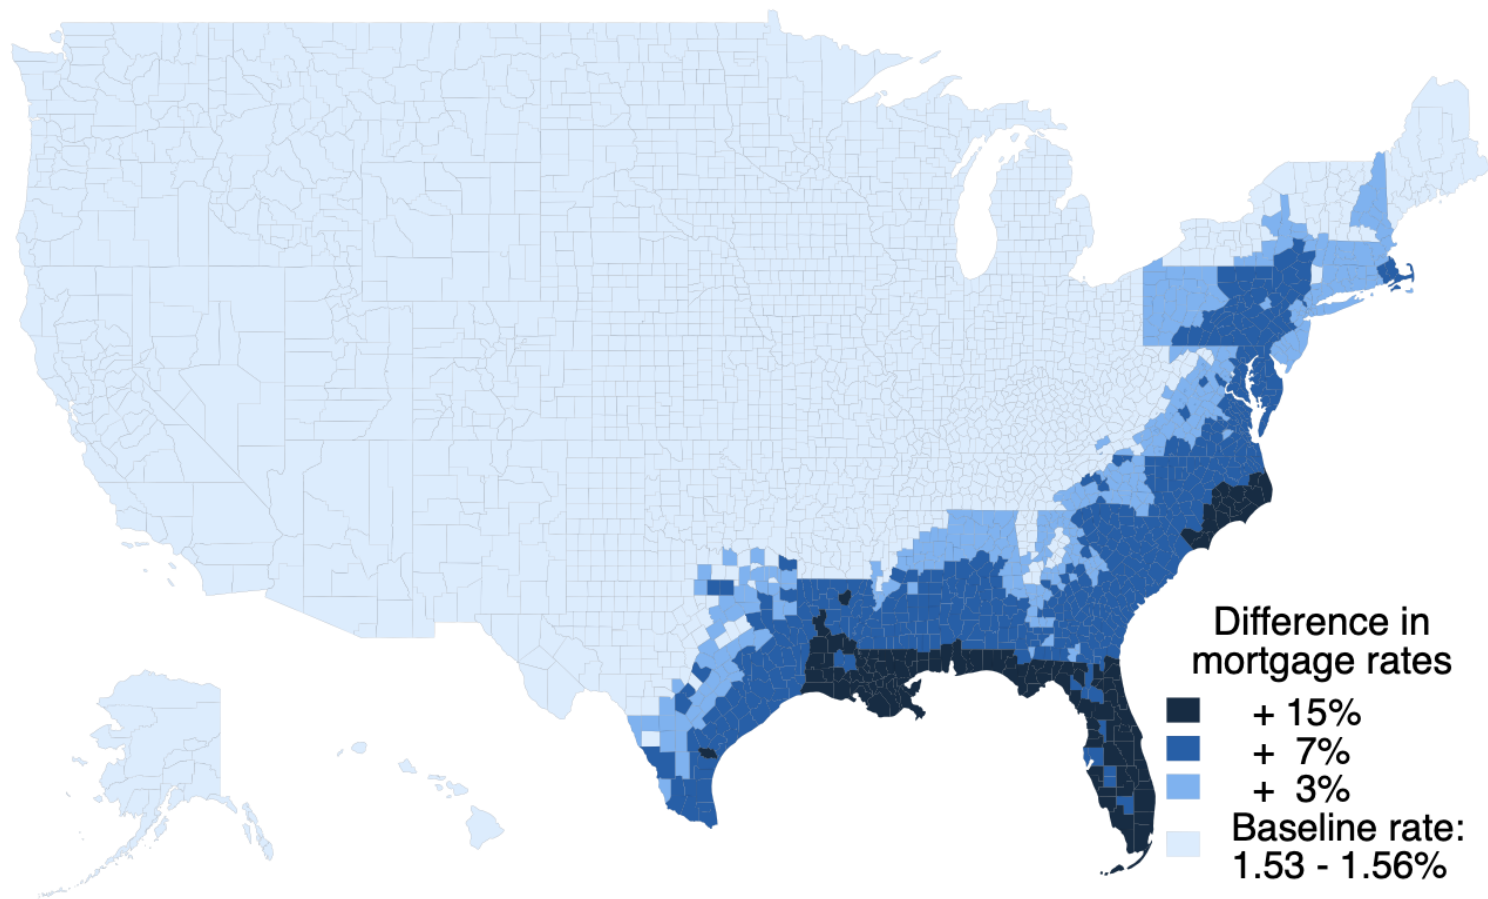 Difference in
mortgage rates
+ 15%
+ 7%
+ 3%
Baseline rate:
1.53 - 1.56%